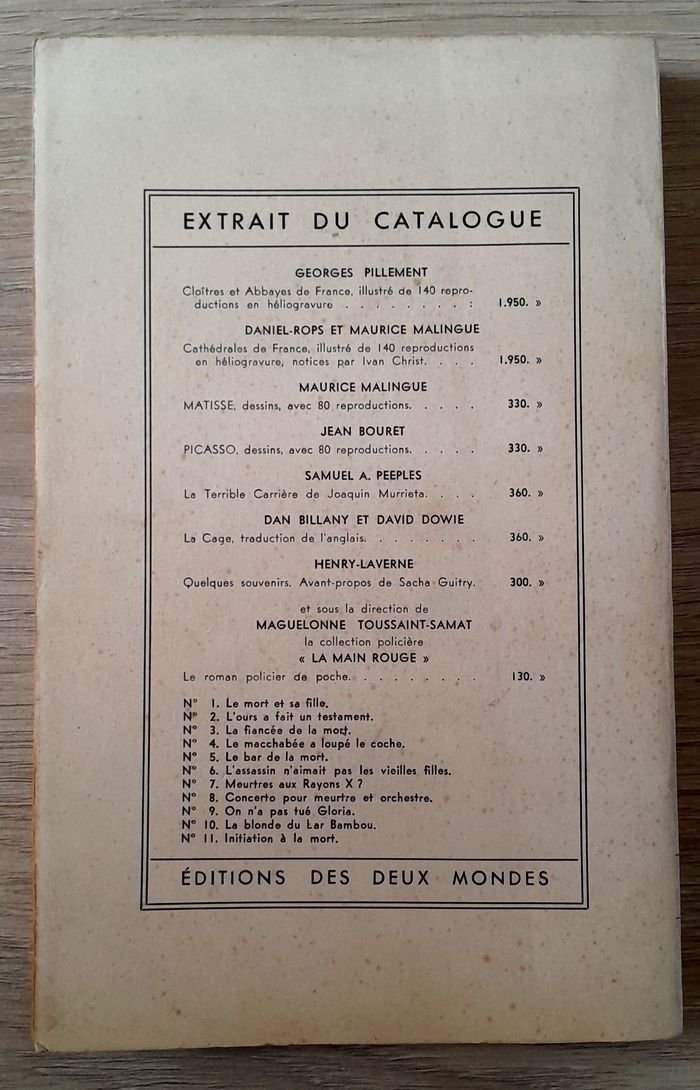 EXTRAIT DU CATALOGUE
GEORGES PILLEMENT
Cloîtres et Abbayes de France, illustré de 140 repro-
ductions en héliogravure . . . . . . . . : 1.950. »
DANIEL-ROPS ET MAURICE MALINGUE
Cathédrales de France, illustré de 140 reproductions
en héliogravure, notices par Ivan Christ. . . . 1.950. »
MAURICE MALINGUE
MATISSE, dessins, avec 80 reproductions. . . . . 330. »
JEAN BOURET
PICASSO, dessins, avec 80 reproductions. . . . . 330. »
SAMUEL A. PEEPLES
La Terrible Carrière de Joaquin Murrieta. . . . 360. »
DAN BILLANY ET DAVID DOWIE
La Cage, traduction de l'anglais. . . . . . . . 360. »
HENRY-LAVERNE
Quelques souvenirs. Avant-propos de Sacha Guitry. 300. »
et sous la direction de
MAGUELONNE TOUSSAINT-SAMAT
la collection policière
« LA MAIN ROUGE »
Le roman policier de poche. . . . . . . . . 130. »
N° 1. Le mort et sa fille.
N° 2. L'ours a fait un testament.
N° 3. La fiancée de la mort.
N° 4. Le macchabée a loupé le coche.
N° 5. Le bar de la mort.
N° 6. L'assassin n'aimait pas les vieilles filles.
N° 7. Meurtres aux Rayons X ?
N° 8. Concerto pour meurtre et orchestre.
N° 9. On n'a pas tué Gloria.
N° 10. La blonde du Lar Bambou.
N° 11. Initiation à la mort.
ÉDITIONS DES DEUX MONDES